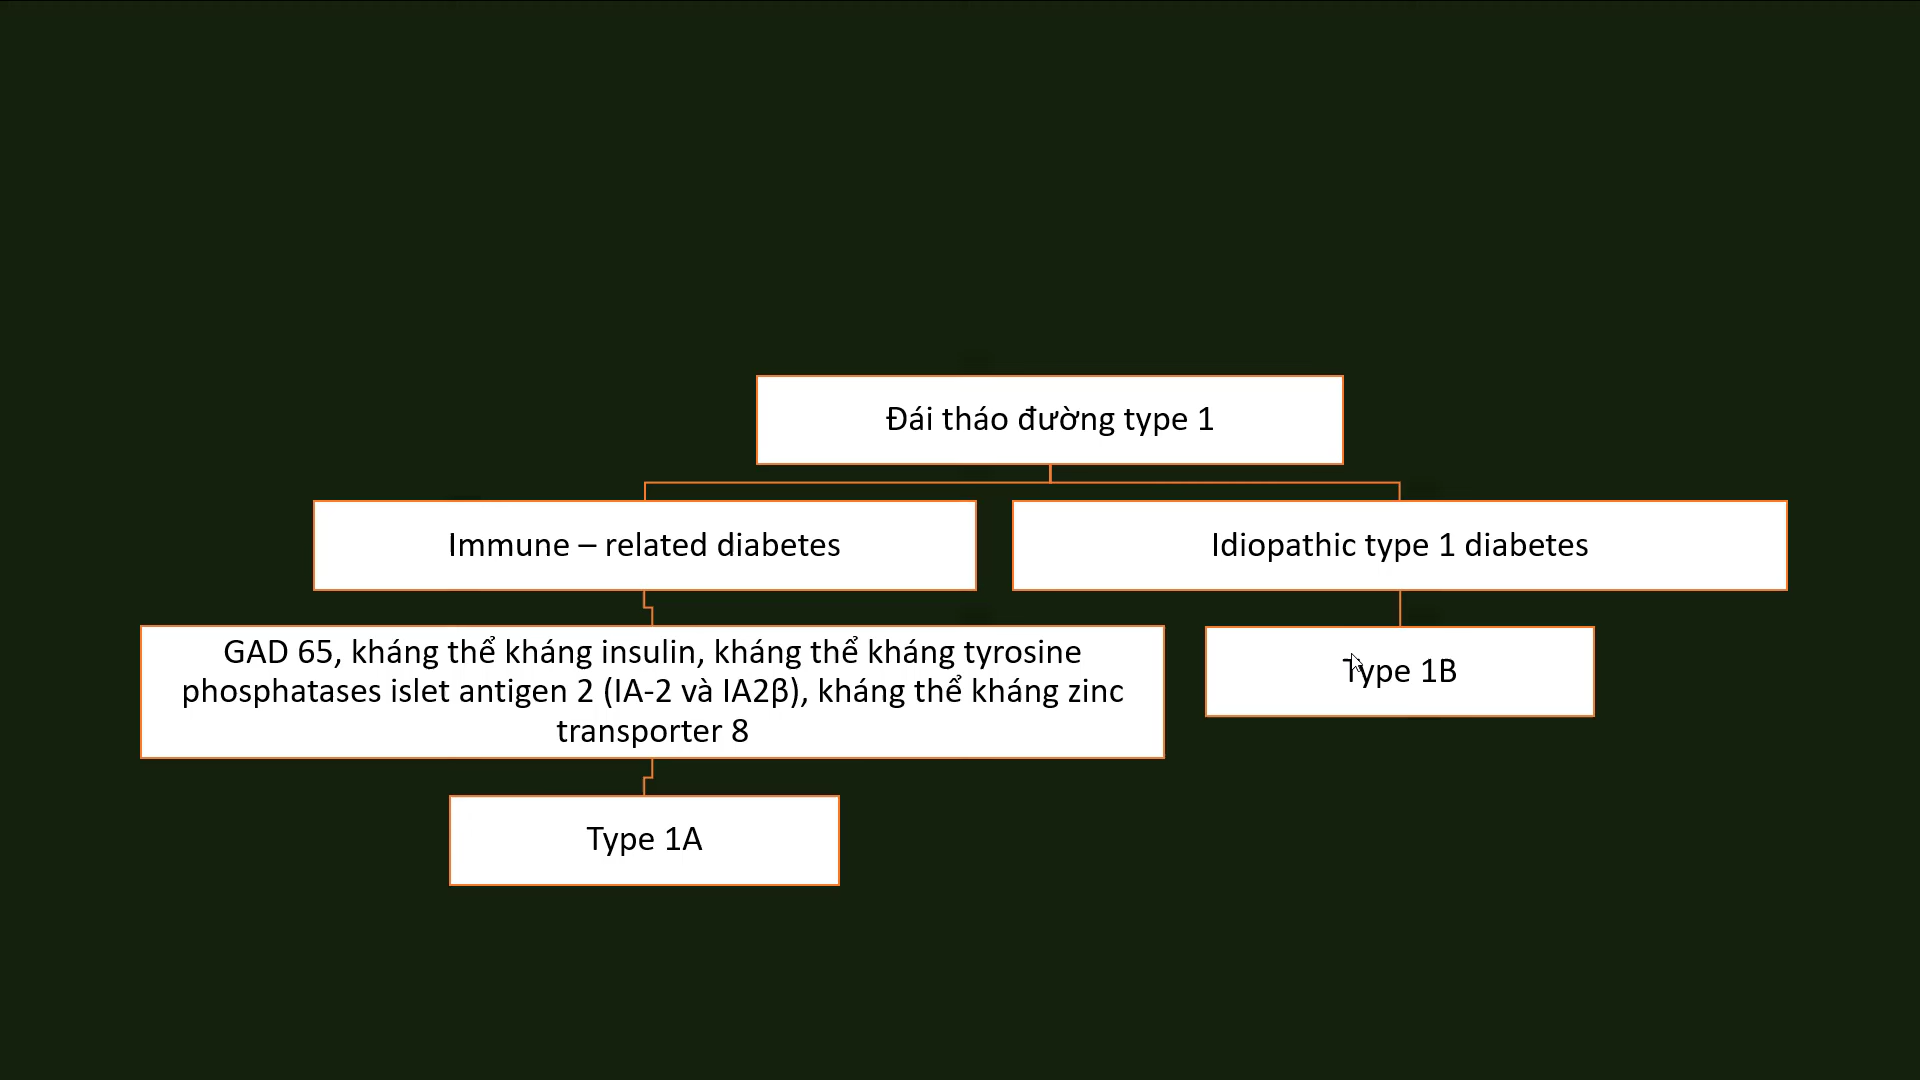 Đái tháo đường type 1
Immune – related diabetes
Idiopathic type 1 diabetes
GAD 65, kháng thể kháng insulin, kháng thể kháng tyrosine
phosphatases islet antigen 2 (IA-2 và IA2β), kháng thể kháng zinc
transporter 8
Type 1B
Type 1A